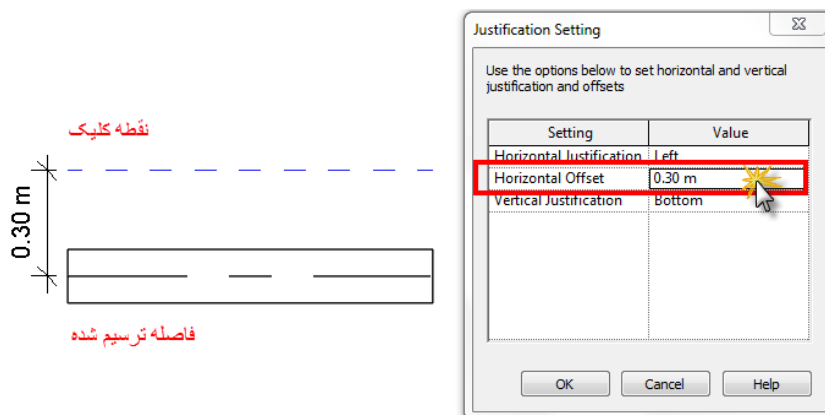 نقطه کلیک
0.30 m
فاصله ترسیم شده
Justification Setting
Use the options below to set horizontal and vertical
justification and offsets
Setting Value
Horizontal Justification Left
Horizontal Offset 0.30 m
Vertical Justification Bottom
OK Cancel Help